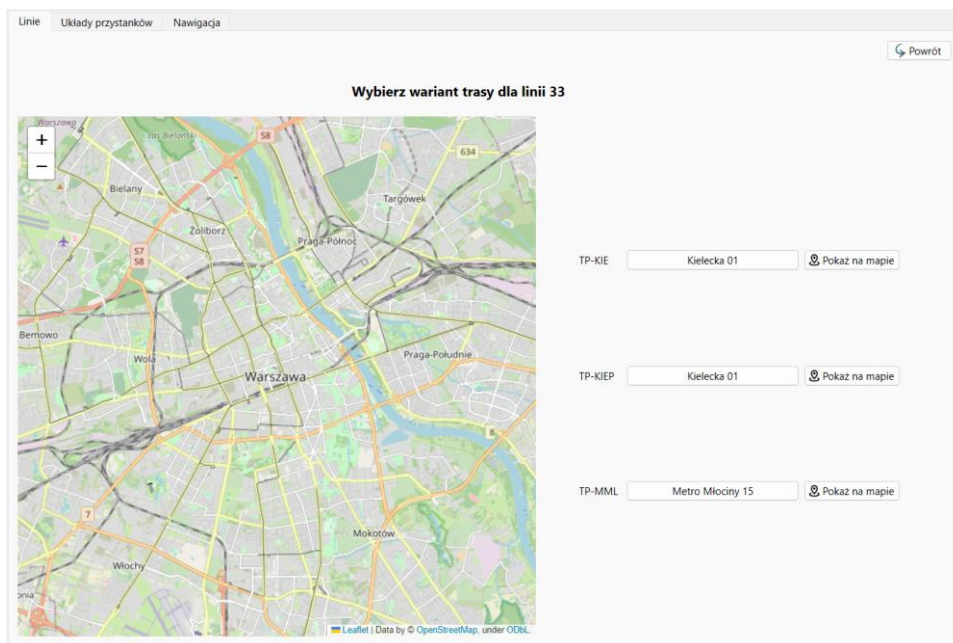 Linie Układy przystanków Nawigacja
Powrót
Wybierz wariant trasy dla linii 33
+
−
Warszawa
Las Bielański
S8
634
Bielany
Targówek
Żoliborz
Praga-Północ
S7
S8
Bemowo
Wola
Praga-Południe
Warszawa
8
7
Mokotów
Włochy
Leaflet | Data by © OpenStreetMap, under ODbL.
TP-KIE Kielecka 01 Pokaż na mapie
TP-KIEP Kielecka 01 Pokaż na mapie
TP-MML Metro Młociny 15 Pokaż na mapie